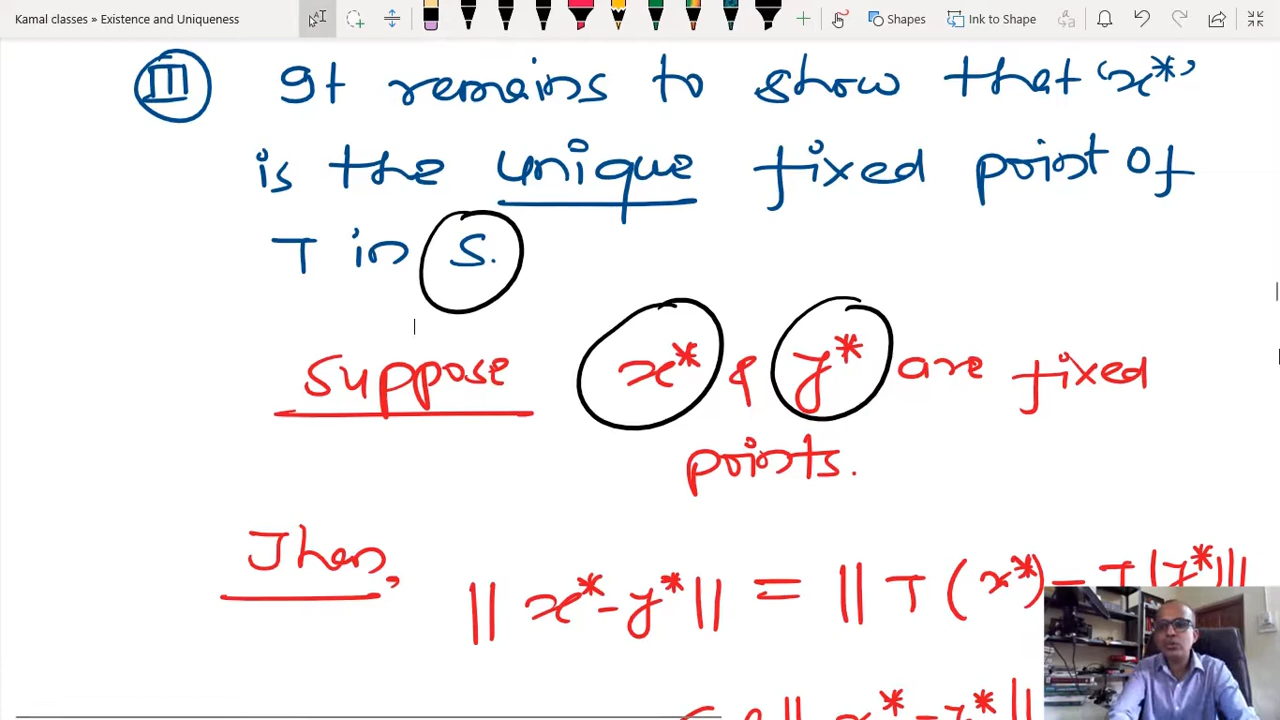 Kamal classes » Existence and Uniqueness
Shapes
Ink to Shape
III It remains to show that 'x*'
is the unique fixed point of
T in S.
Suppose x* & y* are fixed
points.
Then, || x* - y* || = || T(x*) - T(y*) ||
|| x* - y* ||